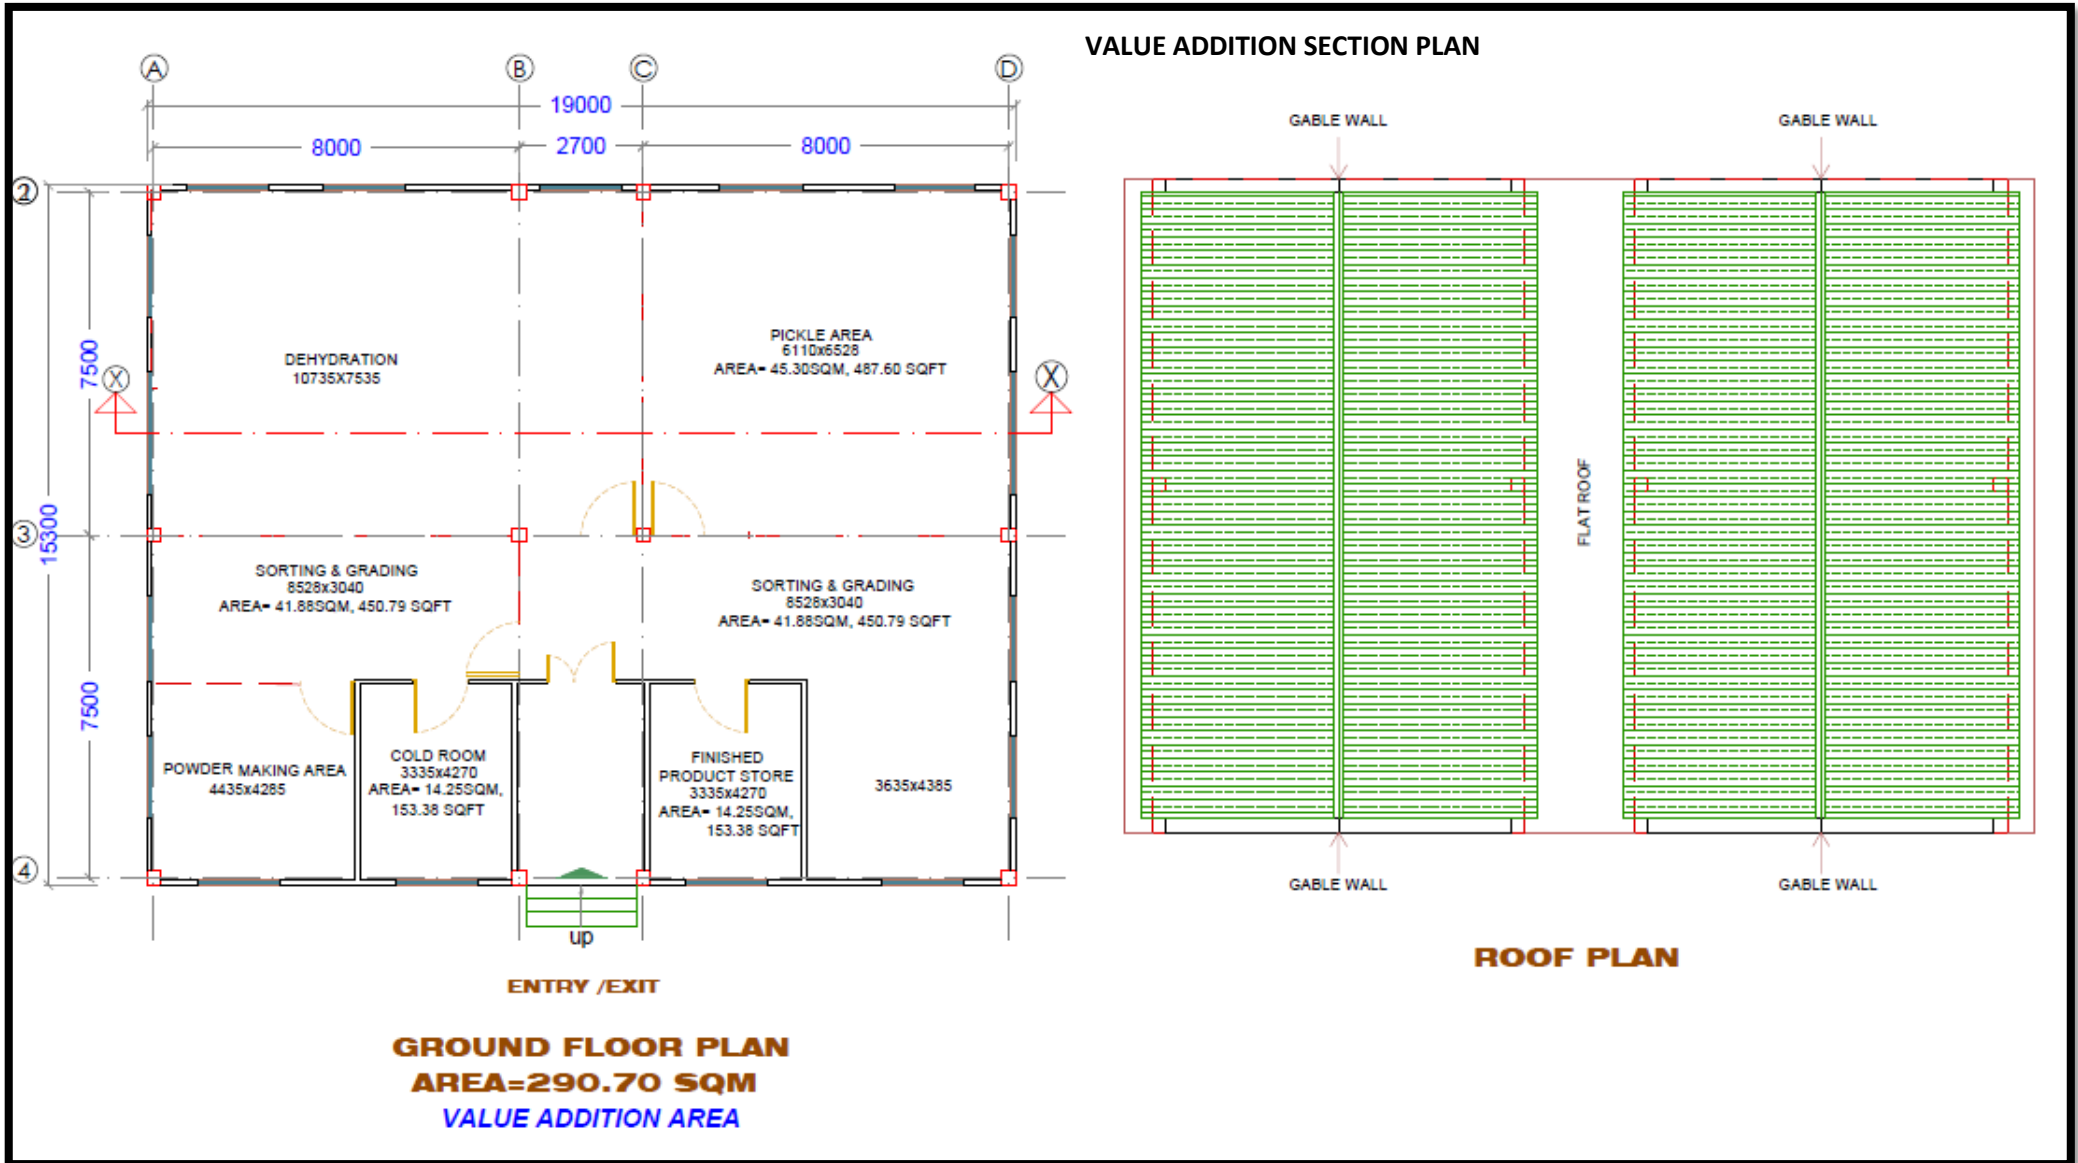 VALUE ADDITION SECTION PLAN
A
B
C
D
19000
8000
2700
8000
2
3
4
15300
7500
7500
X
X
DEHYDRATION
10735X7535
PICKLE AREA
6110x6528
AREA= 45.30SQM, 487.60 SQFT
SORTING & GRADING
8528x3040
AREA= 41.88SQM, 450.79 SQFT
SORTING & GRADING
8528x3040
AREA= 41.88SQM, 450.79 SQFT
POWDER MAKING AREA
4435x4285
COLD ROOM
3335x4270
AREA= 14.25SQM,
153.38 SQFT
FINISHED
PRODUCT STORE
3335x4270
AREA= 14.25SQM,
153.38 SQFT
3635x4385
up
ENTRY /EXIT
GROUND FLOOR PLAN
AREA=290.70 SQM
VALUE ADDITION AREA
GABLE WALL
GABLE WALL
FLAT ROOF
GABLE WALL
GABLE WALL
ROOF PLAN